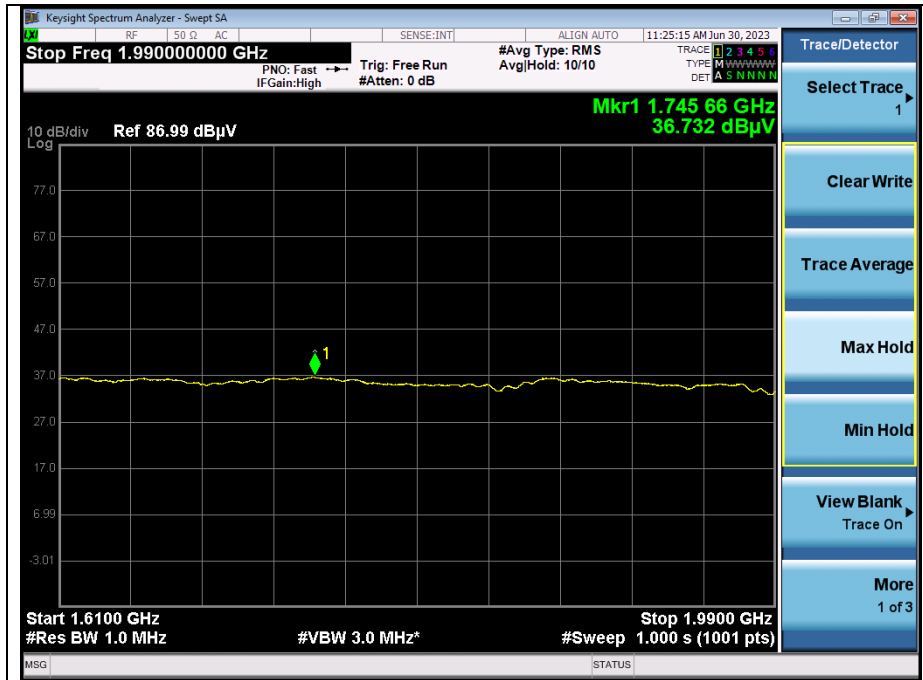 Keysight Spectrum Analyzer - Swept SA
LXI RF 50 Ω AC SENSE:INT ALIGN AUTO 11:25:15 AM Jun 30, 2023
Stop Freq 1.990000000 GHz
PNO: Fast
IFGain:High
Trig: Free Run
#Atten: 0 dB
#Avg Type: RMS
Avg|Hold: 10/10
TRACE 1 2 3 4 5 6
TYPE M WWWWW
DET A S N N N N
Mkr1 1.745 66 GHz
36.732 dBµV
10 dB/div Ref 86.99 dBµV
Log
77.0
67.0
57.0
47.0
1
37.0
27.0
17.0
6.99
-3.01
Start 1.6100 GHz Stop 1.9900 GHz
#Res BW 1.0 MHz #VBW 3.0 MHz* #Sweep 1.000 s (1001 pts)
MSG STATUS
Trace/Detector
Select Trace
1
Clear Write
Trace Average
Max Hold
Min Hold
View Blank
Trace On
More
1 of 3